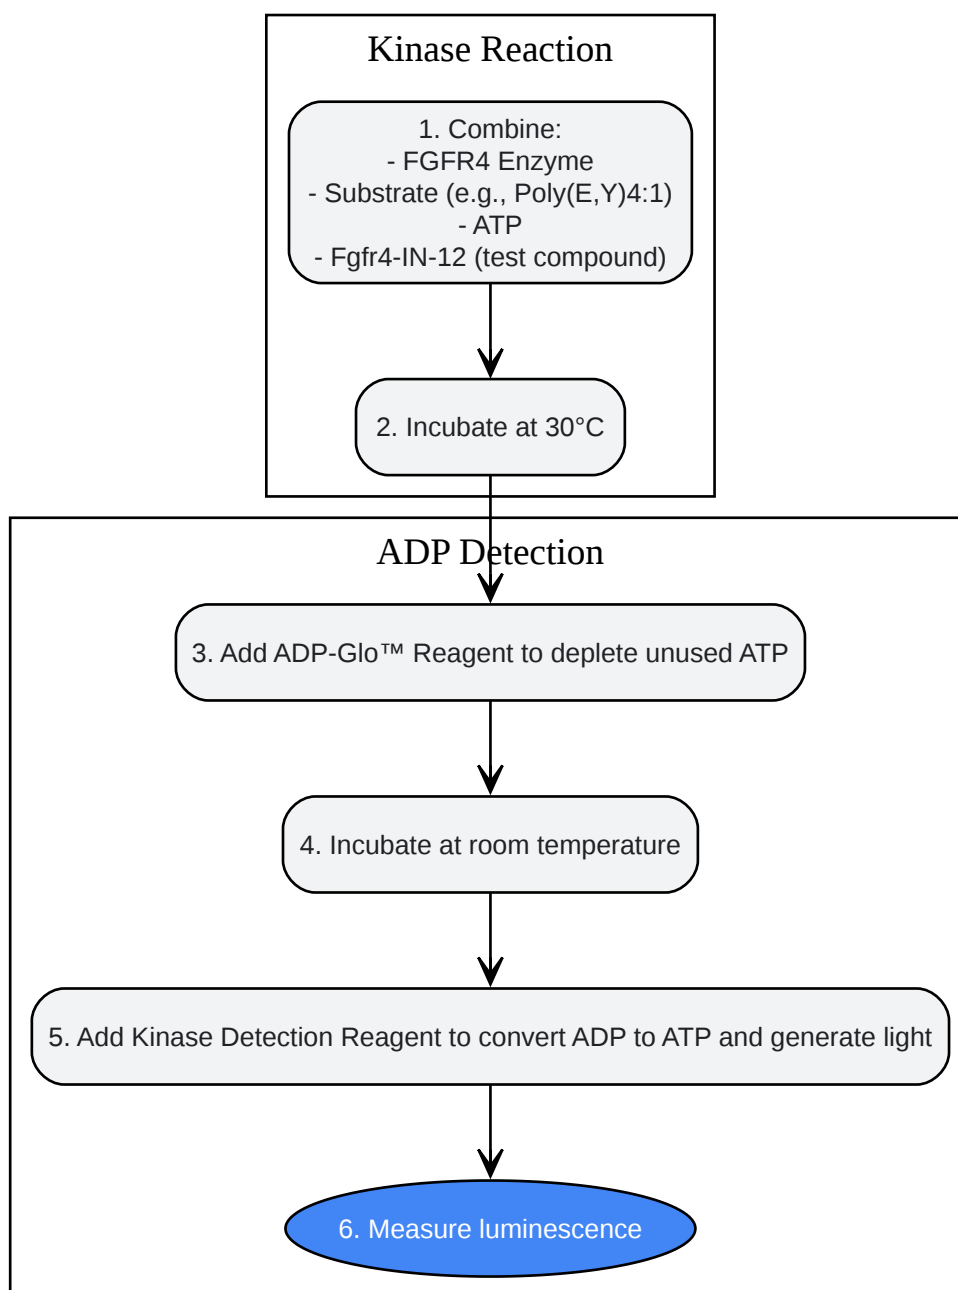 Kinase Reaction
1. Combine:
- FGFR4 Enzyme
- Substrate (e.g., Poly(E,Y)4:1)
- ATP
- Fgfr4-IN-12 (test compound)
2. Incubate at 30°C
ADP Detection
3. Add ADP-Glo™ Reagent to deplete unused ATP
4. Incubate at room temperature
5. Add Kinase Detection Reagent to convert ADP to ATP and generate light
6. Measure luminescence